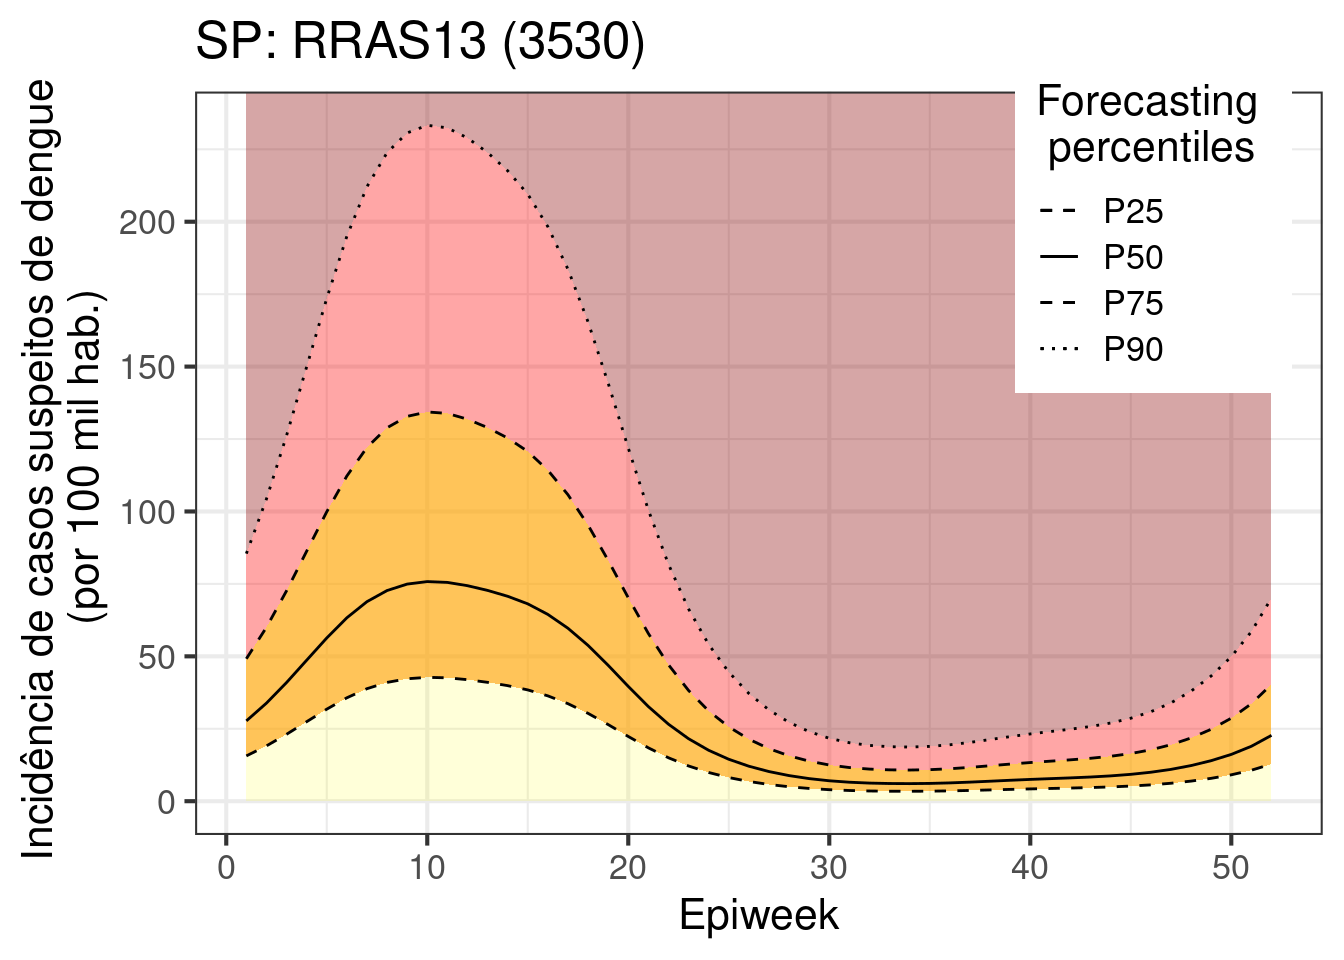 SP: RRAS13 (3530)
Incidência de casos suspeitos de dengue
(por 100 mil hab.)
200
150
100
50
0
Forecasting
percentiles
P25
P50
P75
P90
0 10 20 30 40 50
Epiweek